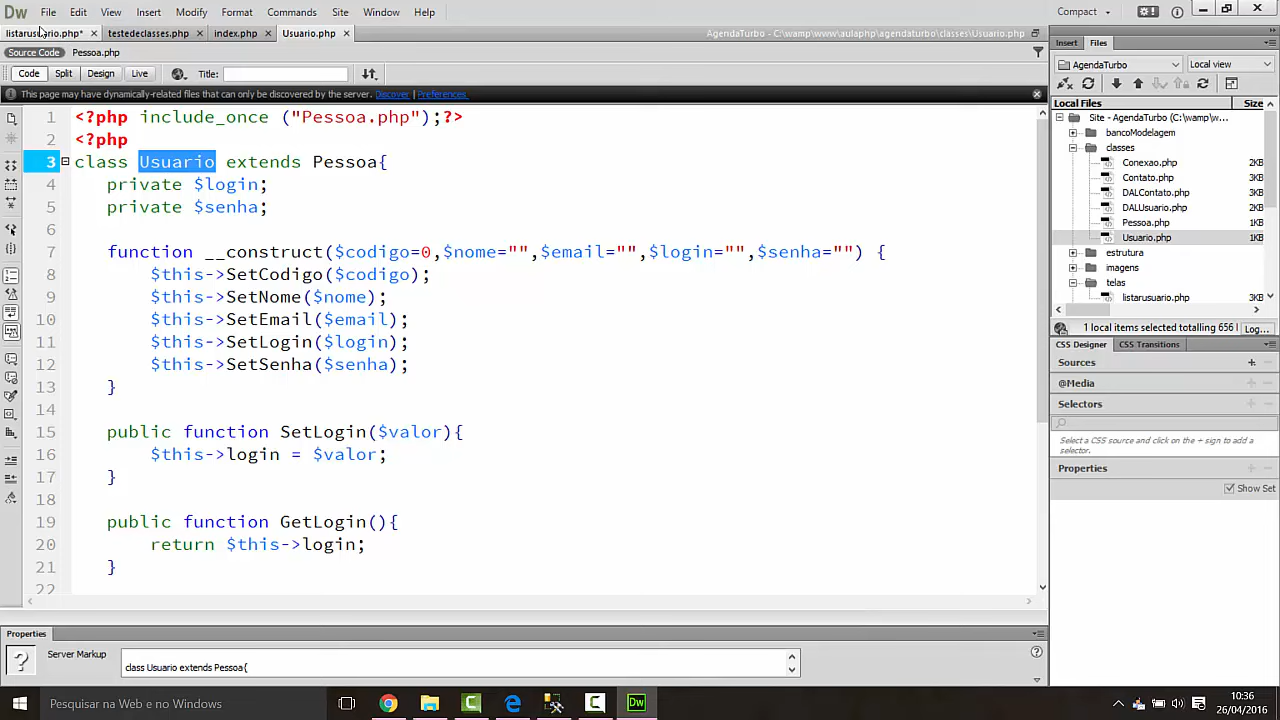 Dw File Edit View Insert Modify Format Commands Site Window Help Compact
listarusuario.php* testedeclasses.php index.php Usuario.php AgendaTurbo - C:\wamp\www\aulaphp\agendaturbo\classes\Usuario.php
Source Code Pessoa.php
Code Split Design Live Title:
This page may have dynamically-related files that can only be discovered by the server. Discover | Preferences
1 <?php include_once ("Pessoa.php");?>
2 <?php
3 class Usuario extends Pessoa{
4 private $login;
5 private $senha;
6
7 function __construct($codigo=0,$nome="",$email="",$login="",$senha="") {
8 $this->SetCodigo($codigo);
9 $this->SetNome($nome);
10 $this->SetEmail($email);
11 $this->SetLogin($login);
12 $this->SetSenha($senha);
13 }
14
15 public function SetLogin($valor){
16 $this->login = $valor;
17 }
18
19 public function GetLogin(){
20 return $this->login;
21 }
22
Insert Files
AgendaTurbo Local view
Local Files Size
Site - AgendaTurbo (C:\wamp\w...
bancoModelagem
classes
Conexao.php 2KB
Contato.php 3KB
DALContato.php 3KB
DALUsuario.php 2KB
Pessoa.php 1KB
Usuario.php 1KB
estrutura
imagens
telas
listarusuario.php 3KB
1 local items selected totalling 656 l Log...
CSS Designer CSS Transitions
Sources
@Media
Selectors
Select a CSS source and click on the + sign to add a
selector.
Properties
Show Set
Properties
Server Markup
class Usuario extends Pessoa{
Pesquisar na Web e no Windows
Dw
10:36
26/04/2016